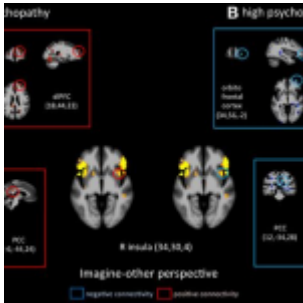 chopathy
B high psycho
dlPFC
orbito
frontal
cortex
PCC
R insula (34,30,4)
PCC
Imagine-other perspective
negative connectivity
positive connectivity